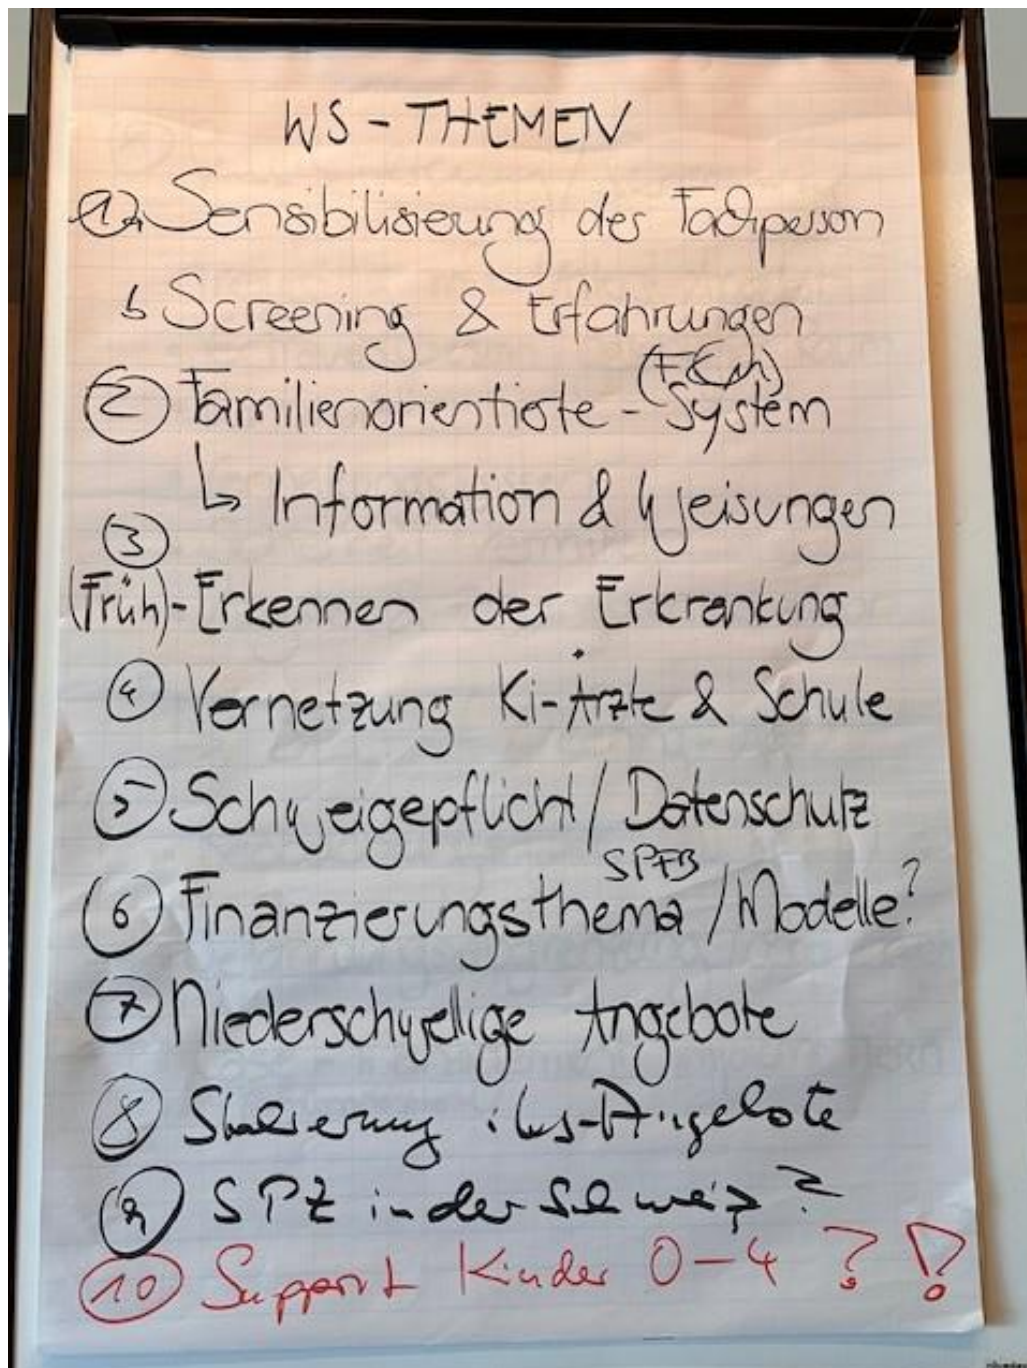 WS - THEMEN
1. Sensibilisierung der Fachperson
↳ Screening & Erfahrungen
2 Familienorientierte - System
↳ Information & Weisungen
3
(Früh)-Erkennen der Erkrankung
4 Vernetzung Ki-Ärzte & Schule
5 Schweigepflicht / Datenschutz
SPFB
6 Finanzierungsthema / Modelle?
7 Niederschwellige Angebote
8 Angebote
9 SPZ in der Schweiz?
10 Support Kinder 0-4 ? !